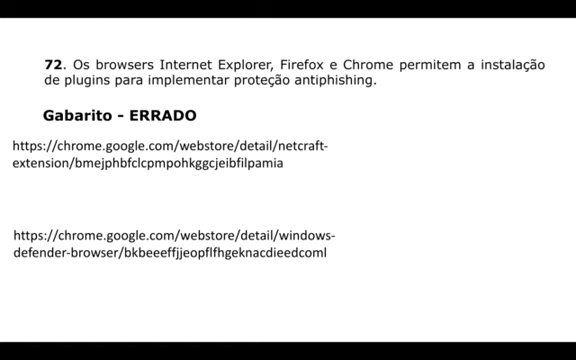 72. Os browsers Internet Explorer, Firefox e Chrome permitem a instalação
de plugins para implementar proteção antiphishing.
Gabarito - ERRADO
https://chrome.google.com/webstore/detail/netcraft-
extension/bmejphbfclcpmpohkggcjeibfilpamia
https://chrome.google.com/webstore/detail/windows-
defender-browser/bkbeeeffjjeopflfhgeknacdieedcoml